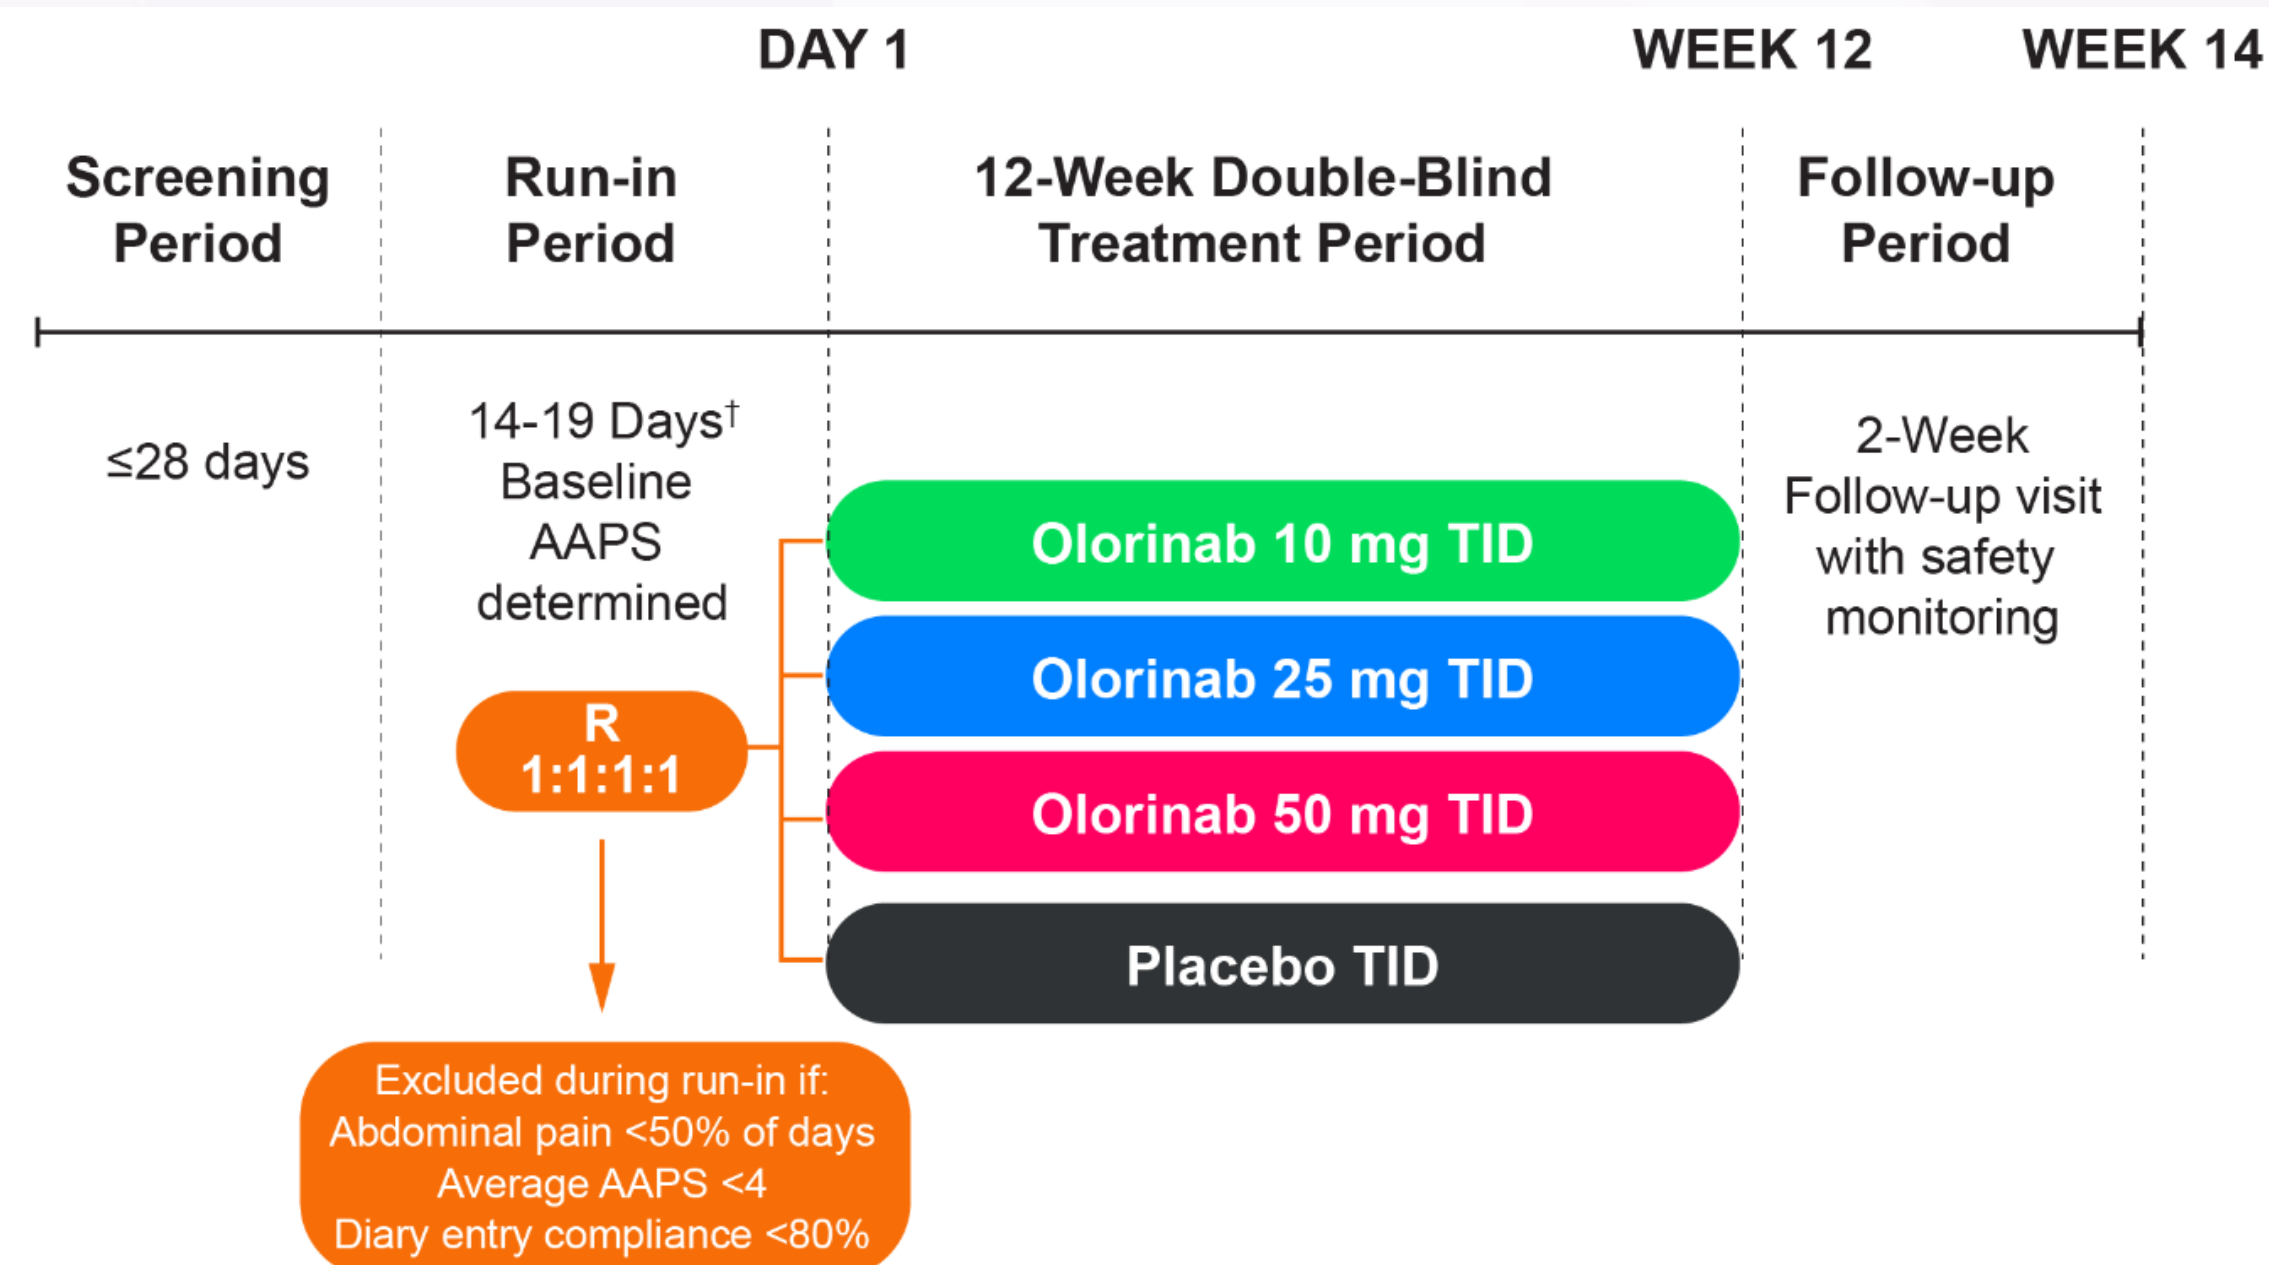 DAY 1
WEEK 12
WEEK 14
Screening
Period
Run-in
Period
12-Week Double-Blind
Treatment Period
Follow-up
Period
≤28 days
14-19 Days†
Baseline
AAPS
determined
R
1:1:1:1
Olorinab 10 mg TID
Olorinab 25 mg TID
Olorinab 50 mg TID
Placebo TID
2-Week
Follow-up visit
with safety
monitoring
Excluded during run-in if:
Abdominal pain <50% of days
Average AAPS <4
Diary entry compliance <80%